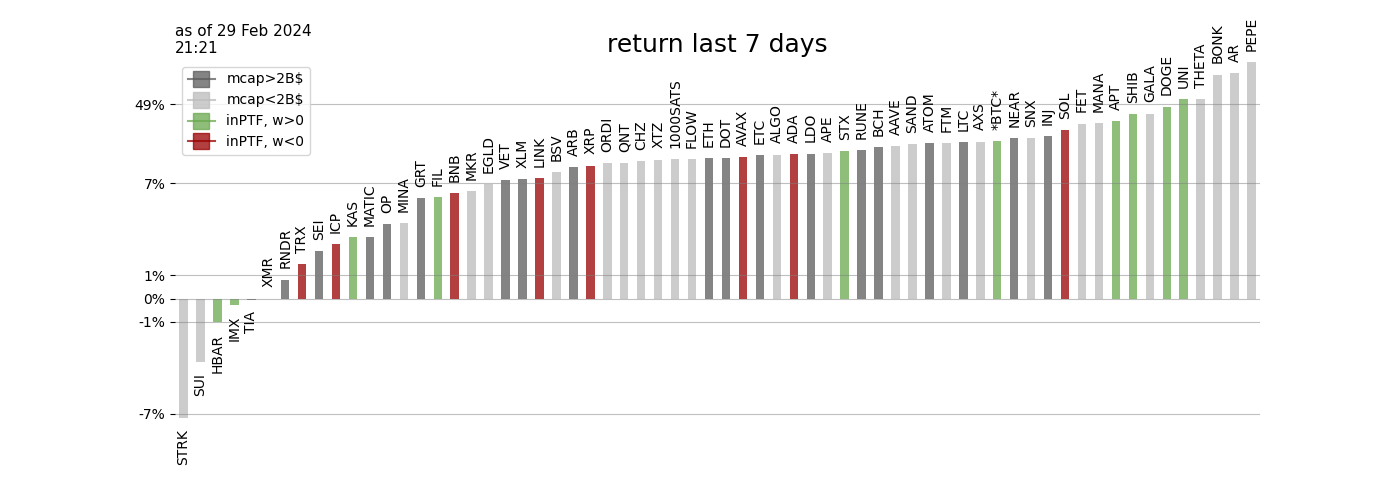 as of 29 Feb 2024
21:21
return last 7 days
mcap>2B$
mcap<2B$
inPTF, w>0
inPTF, w<0
49%
7%
1%
0%
-1%
-7%
STRK
SUI
HBAR
IMX
TIA
XMR
RNDR
TRX
SEI
ICP
KAS
MATIC
OP
MINA
GRT
FIL
BNB
MKR
EGLD
VET
XLM
LINK
BSV
ARB
XRP
ORDI
QNT
CHZ
XTZ
1000SATS
FLOW
ETH
DOT
AVAX
ETC
ALGO
ADA
LDO
APE
STX
RUNE
BCH
AAVE
SAND
ATOM
FTM
LTC
AXS
*BTC*
NEAR
SNX
INJ
SOL
FET
MANA
APT
SHIB
GALA
DOGE
UNI
THETA
BONK
AR
PEPE